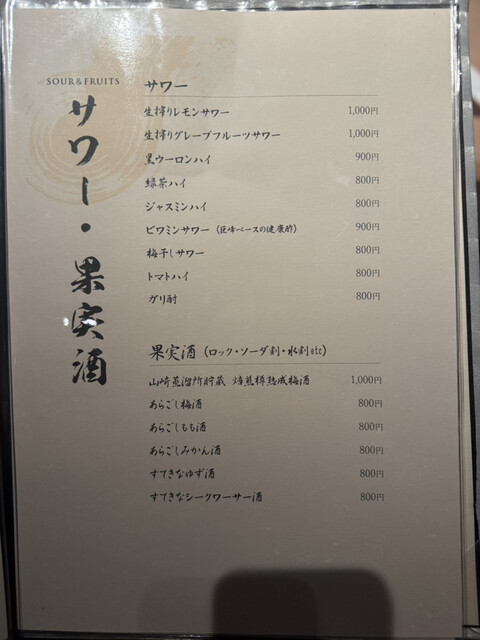 SOUR&FRUITS
サワー・果実酒
サワー
生搾りレモンサワー 1,000円
生搾りグレープフルーツサワー 1,000円
黒ウーロンハイ 900円
緑茶ハイ 800円
ジャスミンハイ 800円
ビワミンサワー（巨峰ベースの健康酢） 900円
梅干しサワー 800円
トマトハイ 800円
ガリ酎 800円
果実酒（ロック・ソーダ割・水割etc）
山崎蒸溜所貯蔵 焙煎樽熟成梅酒 1,000円
あらごし梅酒 800円
あらごしもも酒 800円
あらごしみかん酒 800円
すてきなゆず酒 800円
すてきなシークワーサー酒 800円